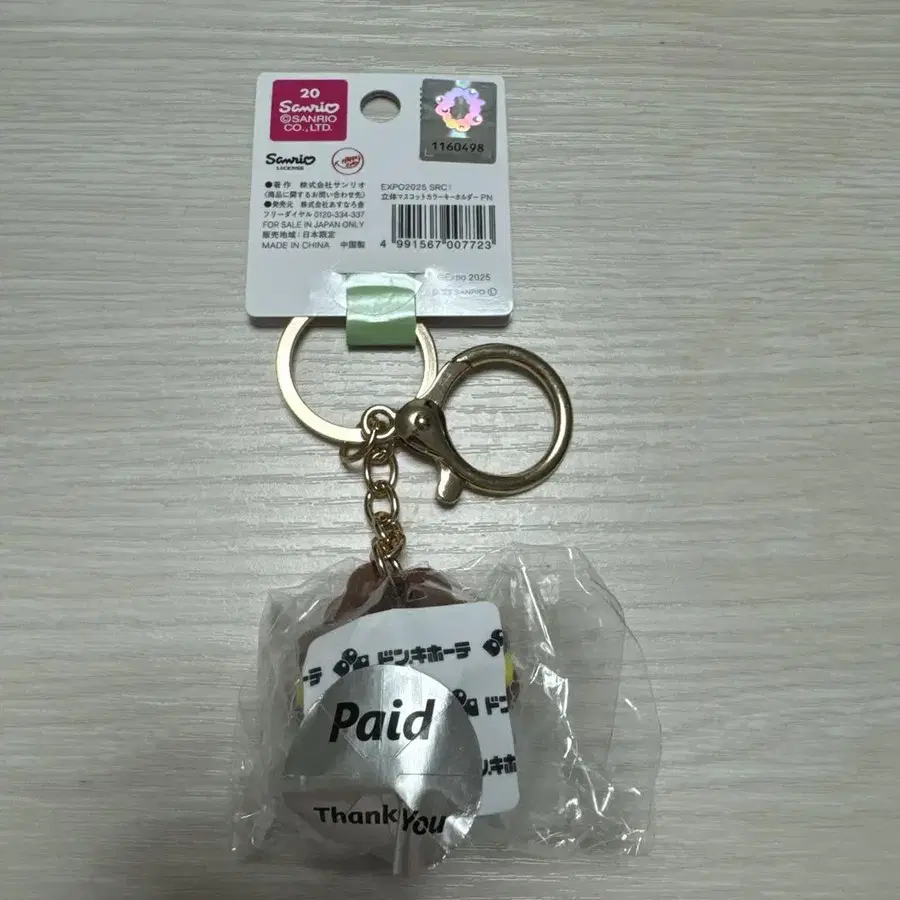 20
Sanrio
©SANRIO
CO.,LTD.
1160498
Sanrio
LICENSE
●著作 株式会社サンリオ
(商品に関するお問い合わせ先)
●発売元 株式会社あすなろ舎
フリーダイヤル 0120-334-337
FOR SALE IN JAPAN ONLY
販売地域:日本限定
MADE IN CHINA 中国製
EXPO2025 SRC
立体マスコットカラーキーホルダー PN
4 991567 007723
©Expo 2025
SANRIO Ⓛ
ドン.キホーテ
Paid
Thank You